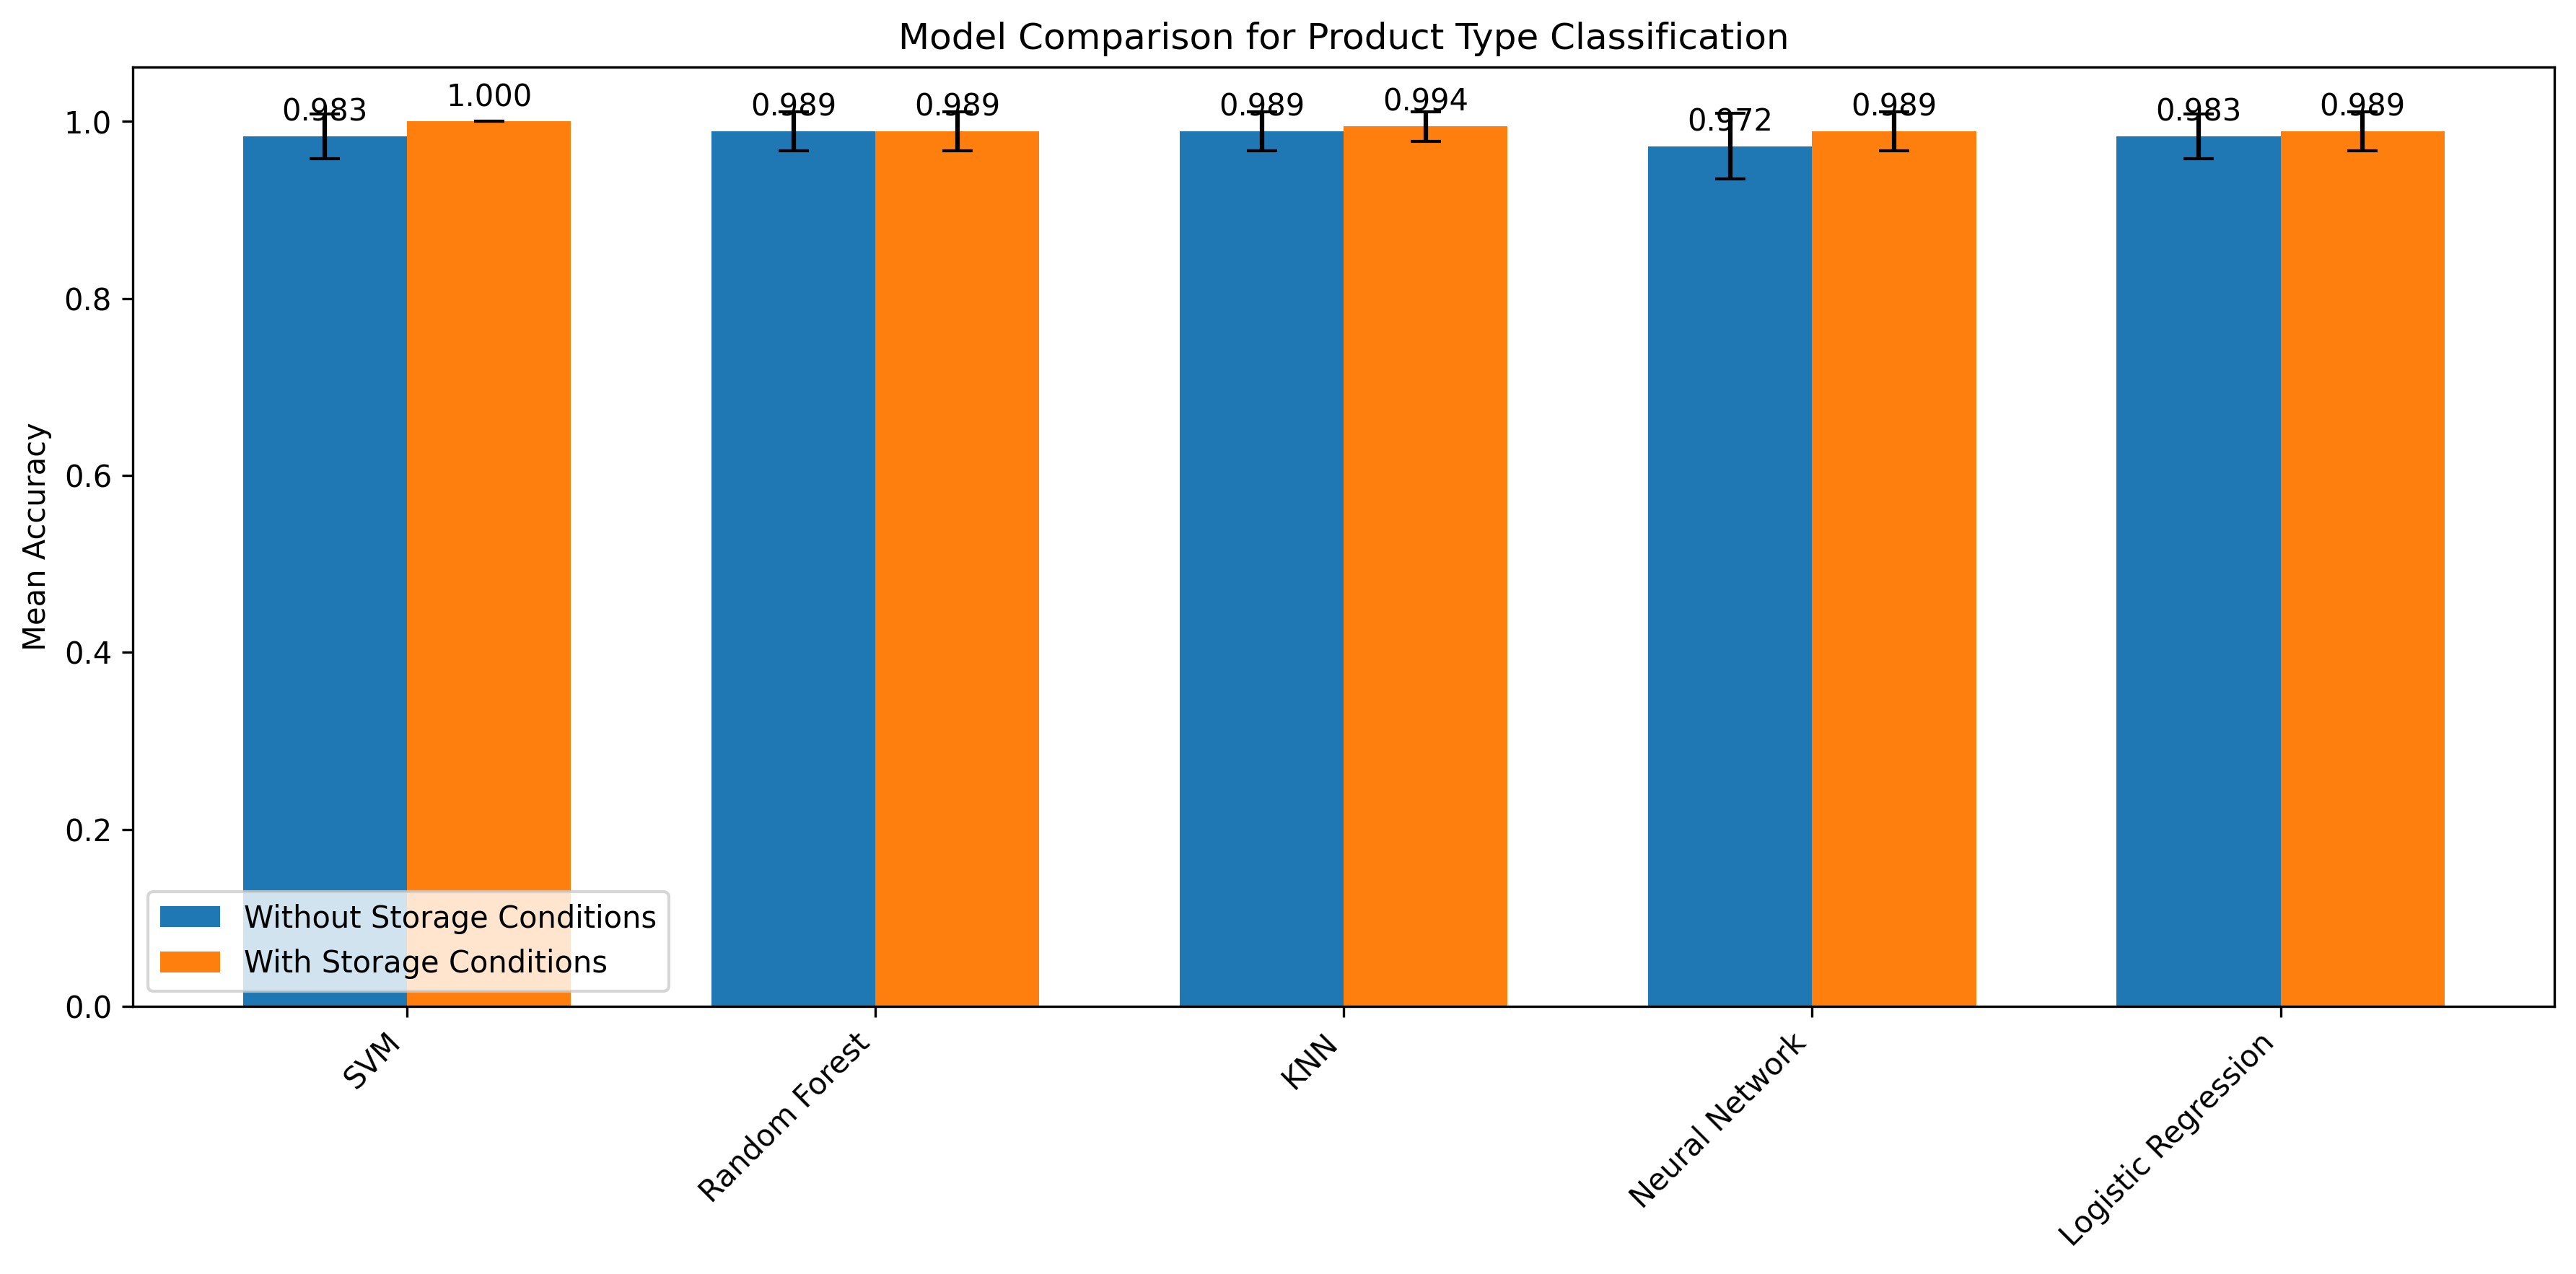 Model Comparison for Product Type Classification
Mean Accuracy
1.0
0.8
0.6
0.4
0.2
0.0
0.983
1.000
0.989
0.989
0.989
0.994
0.972
0.989
0.983
0.989
Without Storage Conditions
With Storage Conditions
SVM
Random Forest
KNN
Neural Network
Logistic Regression